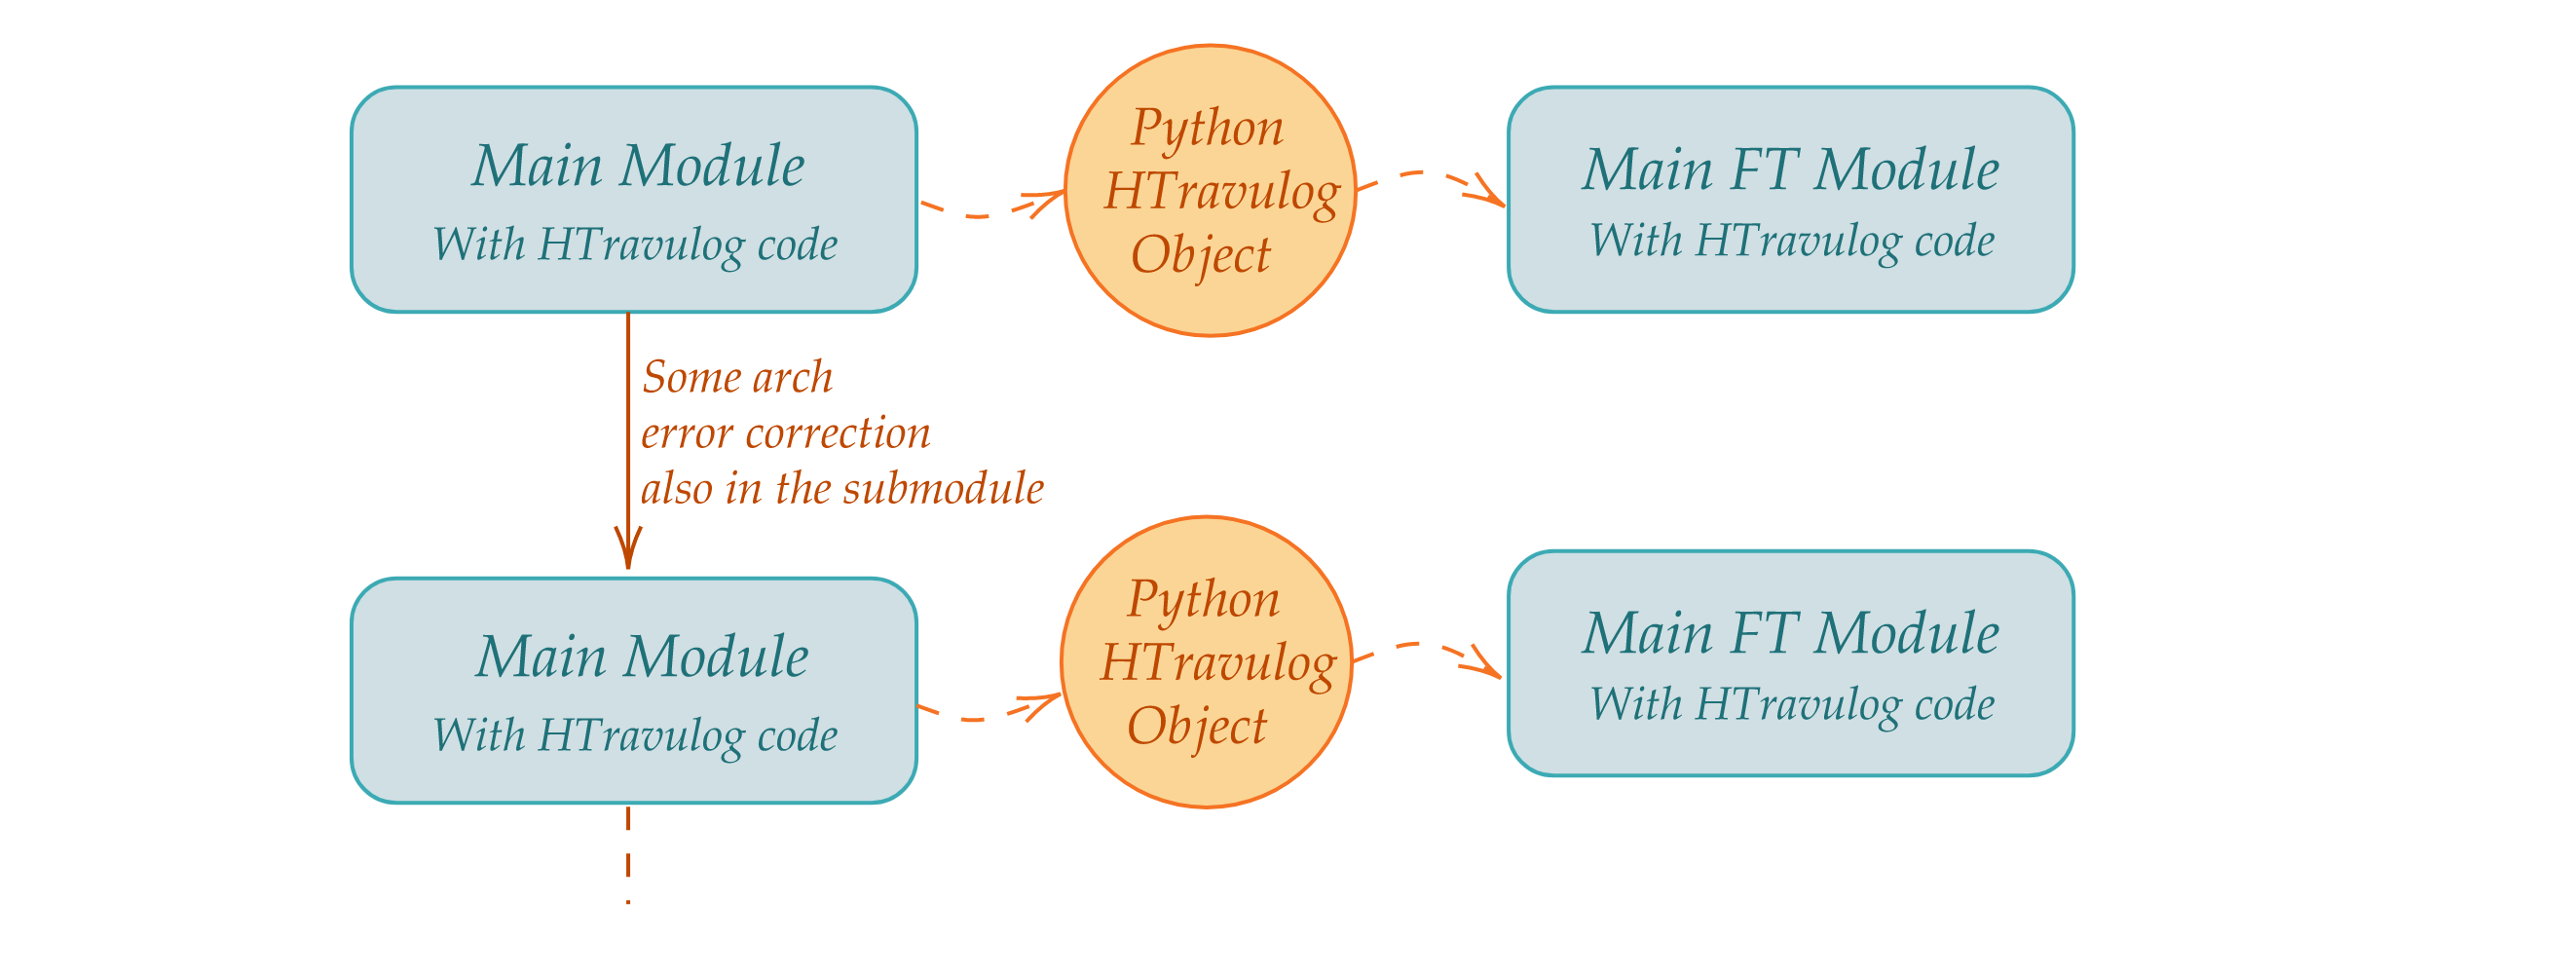 Main Module
With HTravulog code
Python
HTravulog
Object
Main FT Module
With HTravulog code
Some arch
error correction
also in the submodule
Main Module
With HTravulog code
Python
HTravulog
Object
Main FT Module
With HTravulog code